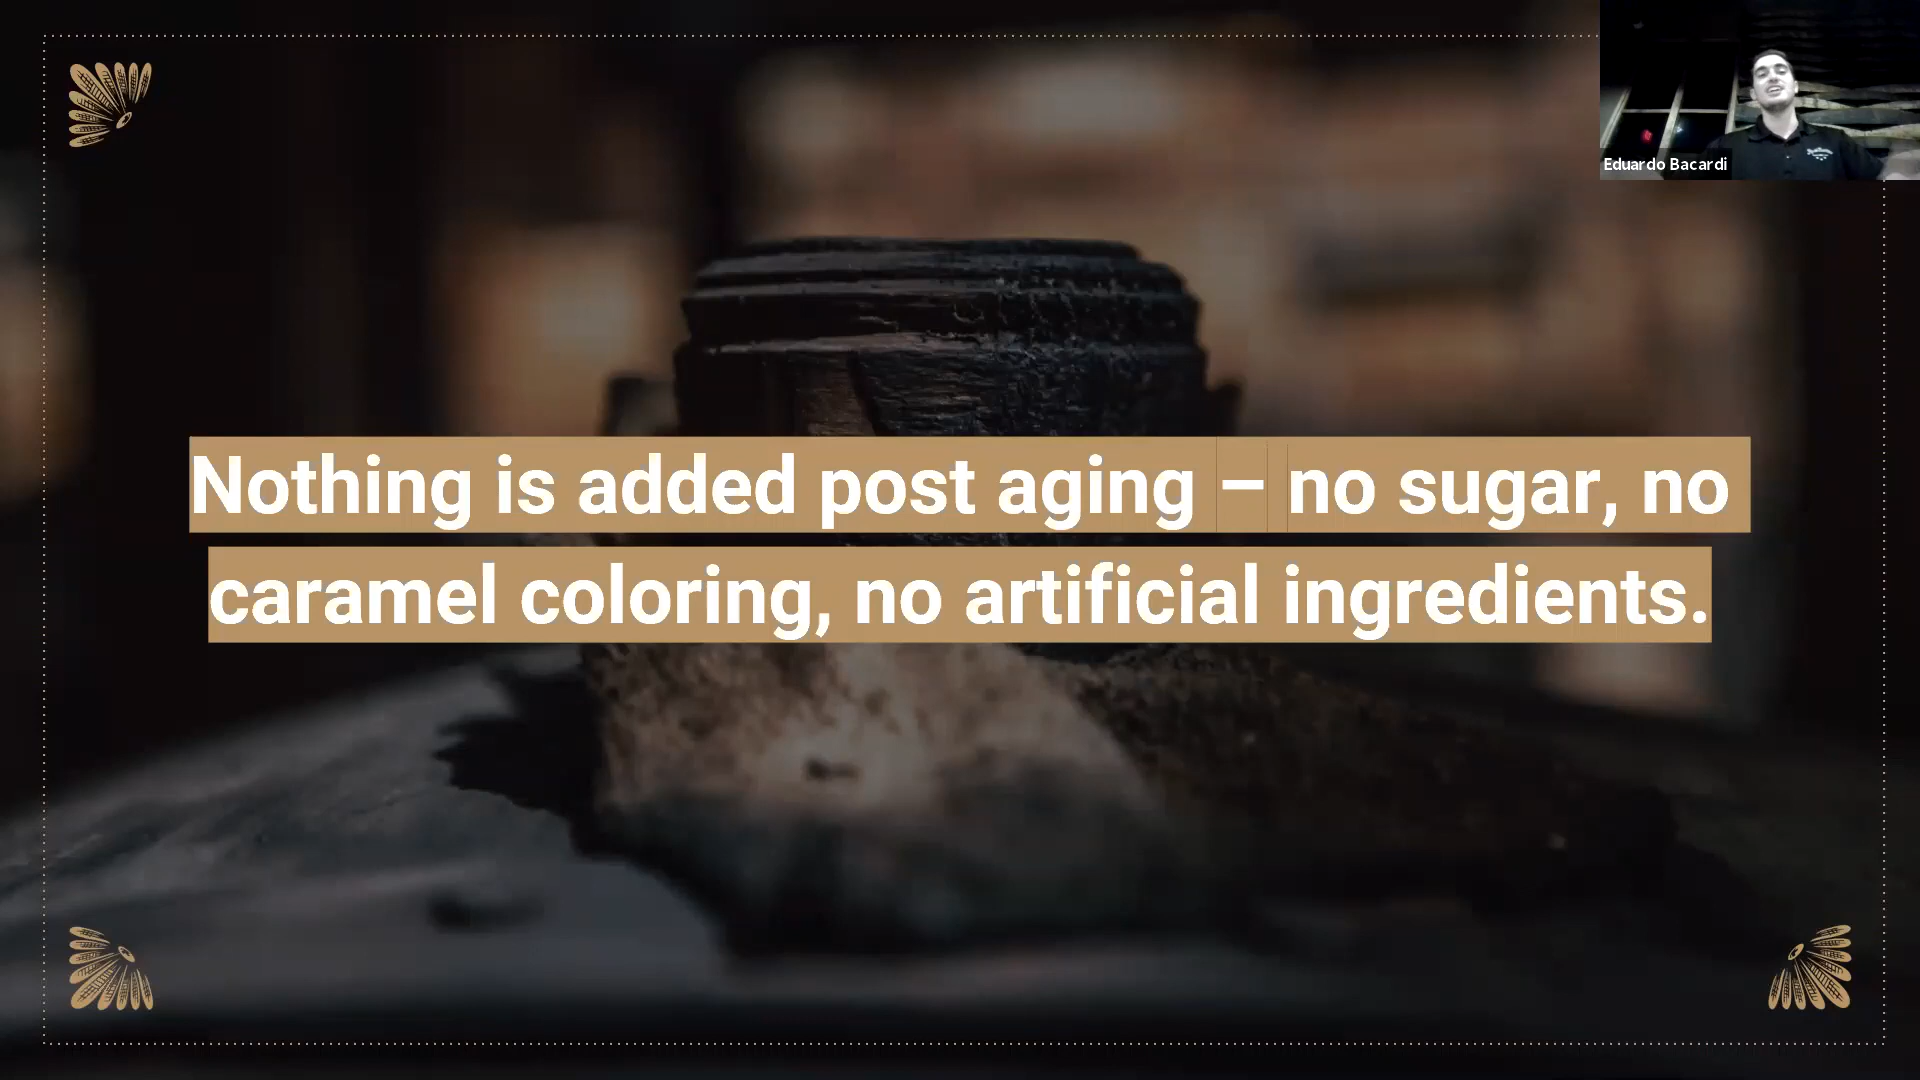 Eduardo Bacardi
Nothing is added post aging – no sugar, no
caramel coloring, no artificial ingredients.